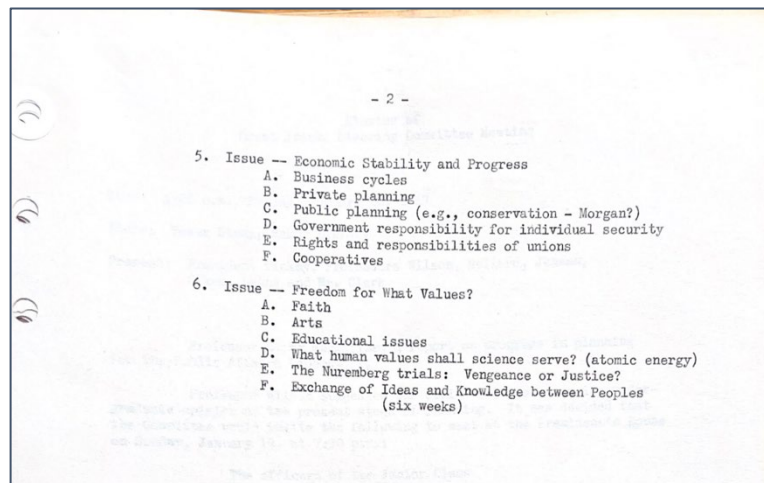 - 2 -
5. Issue -- Economic Stability and Progress
A. Business cycles
B. Private planning
C. Public planning (e.g., conservation - Morgan?)
D. Government responsibility for individual security
E. Rights and responsibilities of unions
F. Cooperatives
6. Issue -- Freedom for What Values?
A. Faith
B. Arts
C. Educational issues
D. What human values shall science serve? (atomic energy)
E. The Nuremberg trials: Vengeance or Justice?
F. Exchange of Ideas and Knowledge between Peoples
(six weeks)